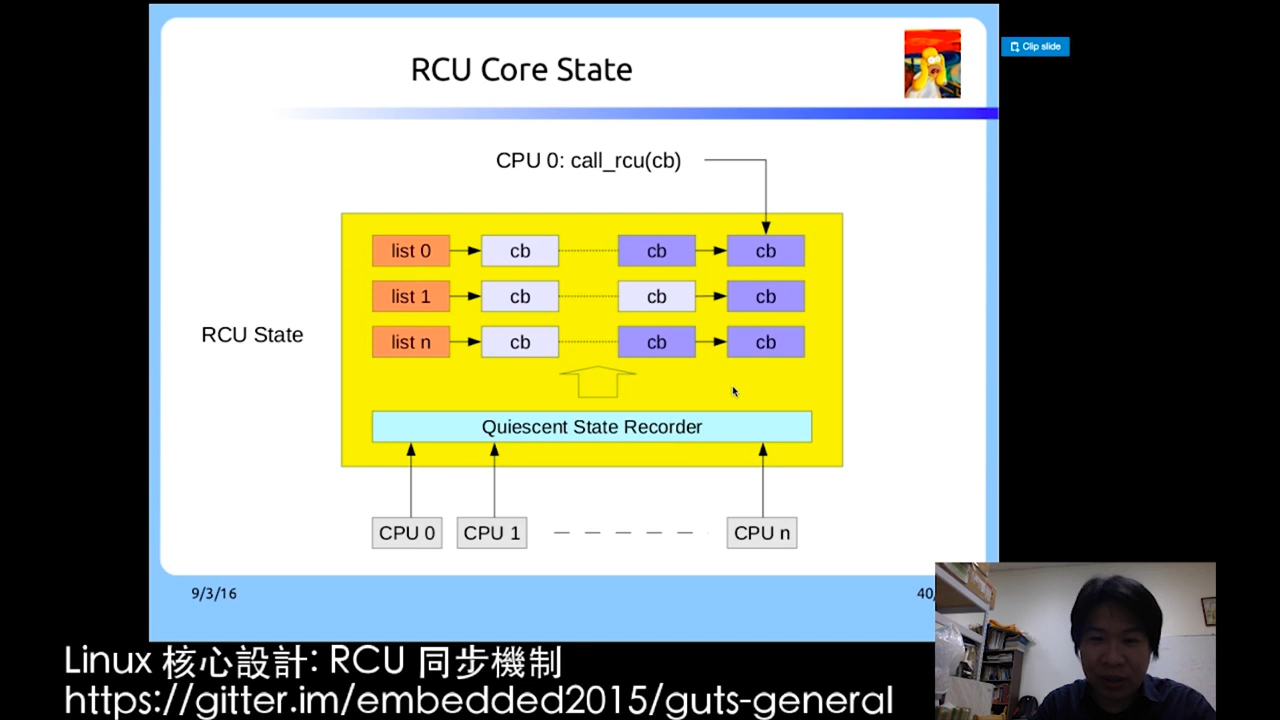 RCU Core State
Clip slide
CPU 0: call_rcu(cb)
list 0 cb cb cb
list 1 cb cb cb
RCU State
list n cb cb cb
Quiescent State Recorder
CPU 0 CPU 1 CPU n
9/3/16 40/
Linux 核心設計: RCU 同步機制
https://gitter.im/embedded2015/guts-general